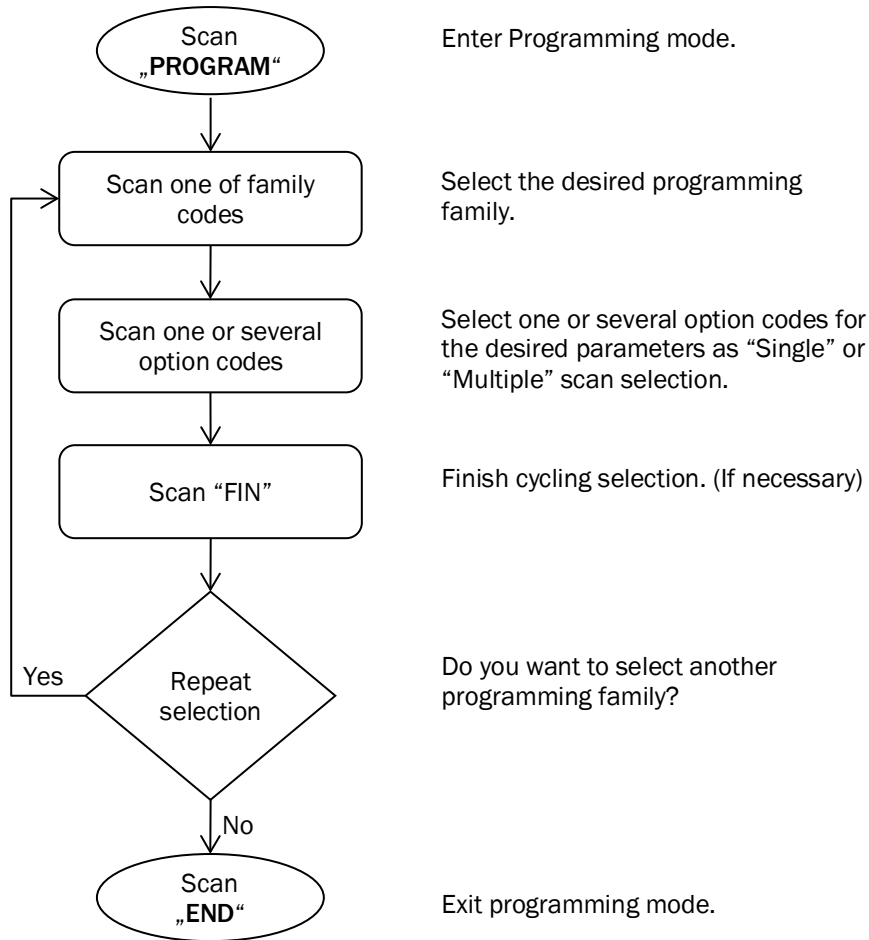 Scan
„PROGRAM“
Enter Programming mode.
Scan one of family
codes
Select the desired programming
family.
Scan one or several
option codes
Select one or several option codes for
the desired parameters as “Single” or
“Multiple” scan selection.
Scan “FIN”
Finish cycling selection. (If necessary)
Yes
Repeat
selection
Do you want to select another
programming family?
No
Scan
„END“
Exit programming mode.